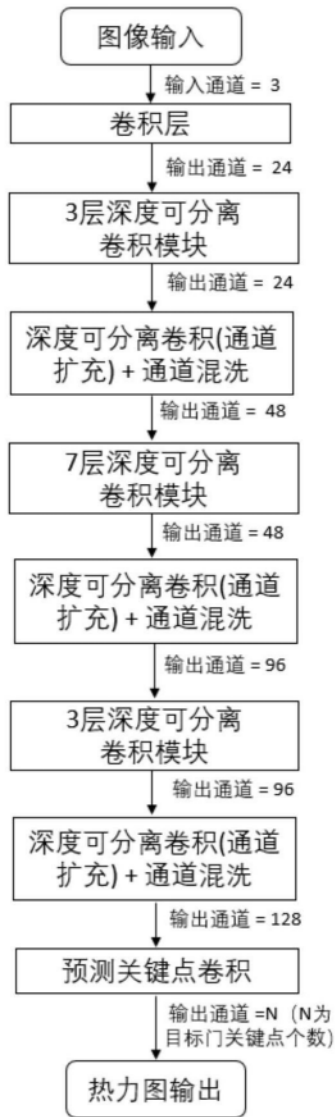 图像输入
输入通道 = 3
卷积层
输出通道 = 24
3层深度可分离
卷积模块
输出通道 = 24
深度可分离卷积(通道
扩充) + 通道混洗
输出通道 = 48
7层深度可分离
卷积模块
输出通道 = 48
深度可分离卷积(通道
扩充) + 通道混洗
输出通道 = 96
3层深度可分离
卷积模块
输出通道 = 96
深度可分离卷积(通道
扩充) + 通道混洗
输出通道 = 128
预测关键点卷积
输出通道 =N（N为
目标门关键点个数)
热力图输出